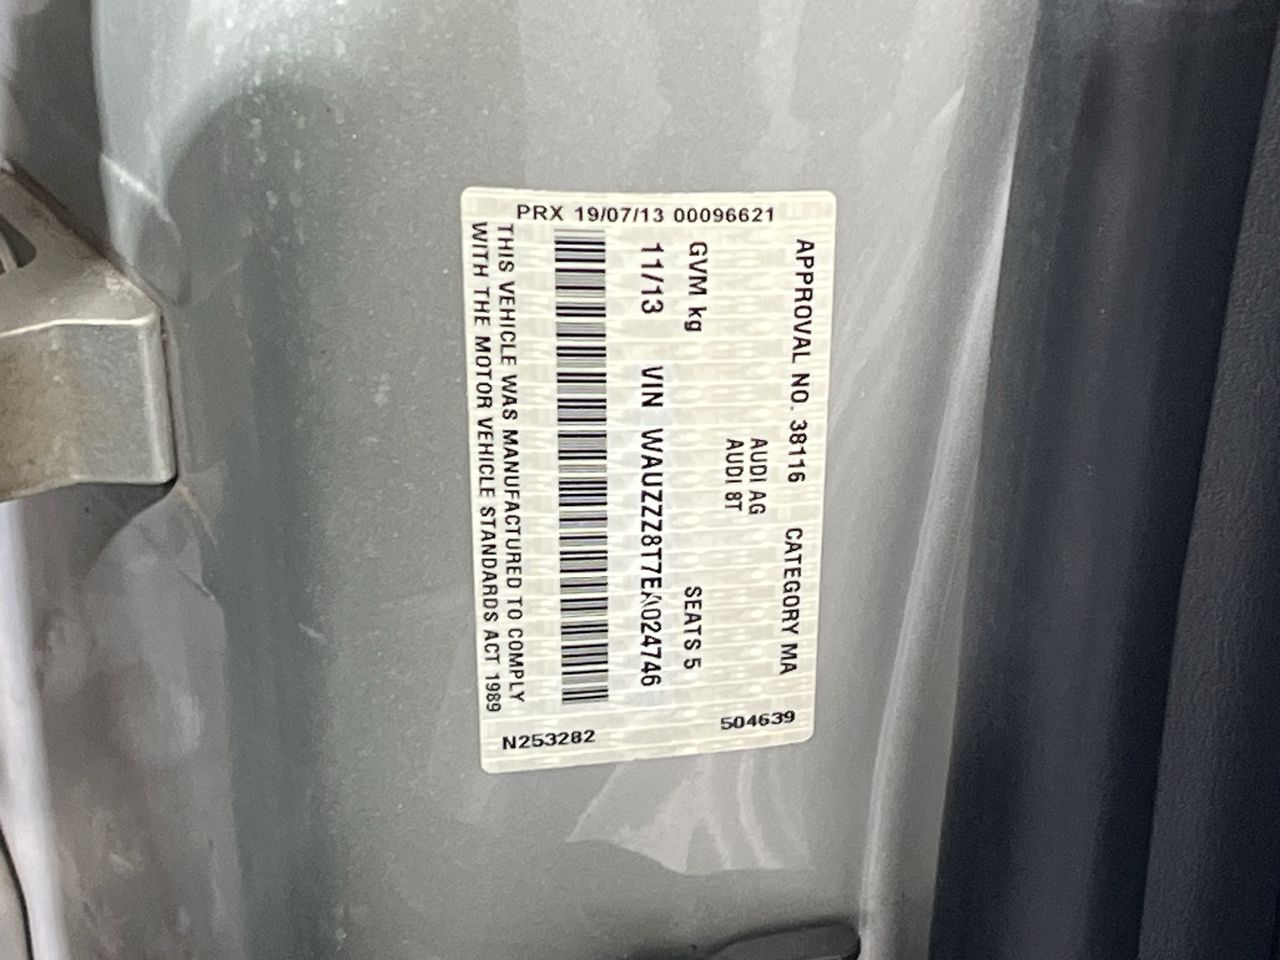 PRX 19/07/13 00096621
APPROVAL NO. 38116 CATEGORY MA
AUDI AG
AUDI 8T
GVM kg SEATS 5
11/13 VIN WAUZZZ8T7EA024746
THIS VEHICLE WAS MANUFACTURED TO COMPLY
WITH THE MOTOR VEHICLE STANDARDS ACT 1989
N253282
504639